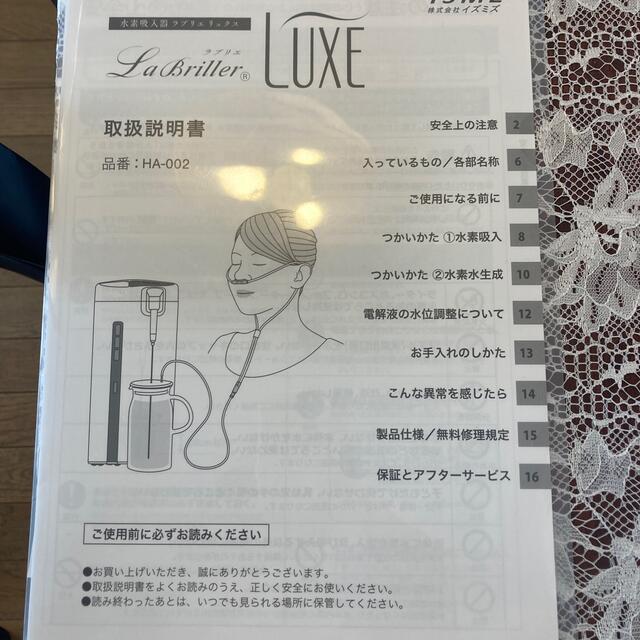 水素吸入器 ラブリエ リュクス
株式会社イズミズ
ラブリエ
LaBriller® LUXE
取扱説明書
品番：HA-002
安全上の注意 2
入っているもの／各部名称 6
ご使用になる前に 7
つかいかた ①水素吸入 8
つかいかた ②水素水生成 10
電解液の水位調整について 12
お手入れのしかた 13
こんな異常を感じたら 14
製品仕様／無料修理規定 15
保証とアフターサービス 16
ご使用前に必ずお読みください
●お買い上げいただき、誠にありがとうございます。
●取扱説明書をよくお読みのうえ、正しく安全にお使いください。
●読み終わったあとは、いつでも見られる場所に保管してください。